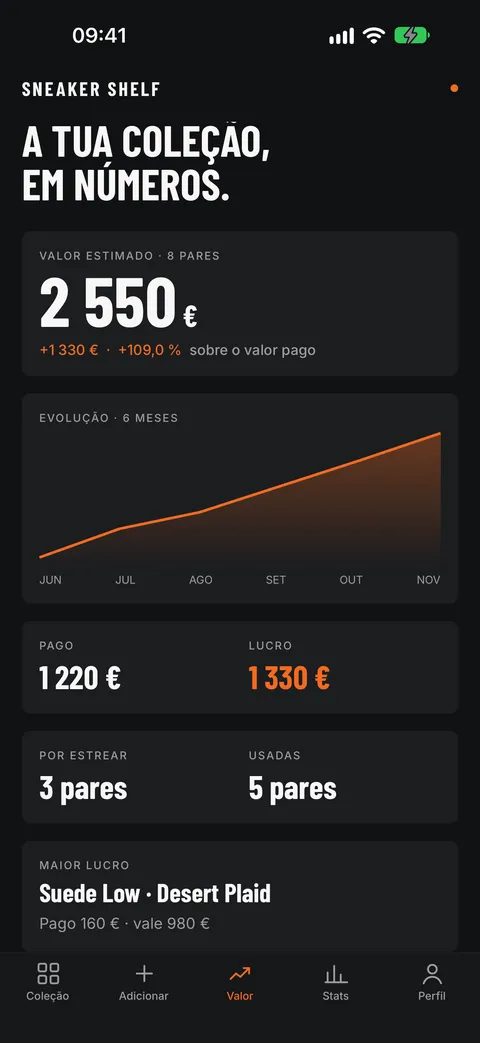 09:41
SNEAKER SHELF
A TUA COLEÇÃO,
EM NÚMEROS.
VALOR ESTIMADO · 8 PARES
2 550 €
+1 330 € · +109,0 % sobre o valor pago
EVOLUÇÃO · 6 MESES
JUN JUL AGO SET OUT NOV
PAGO LUCRO
1 220 € 1 330 €
POR ESTREAR USADAS
3 pares 5 pares
MAIOR LUCRO
Suede Low · Desert Plaid
Pago 160 € · vale 980 €
Coleção Adicionar Valor Stats Perfil